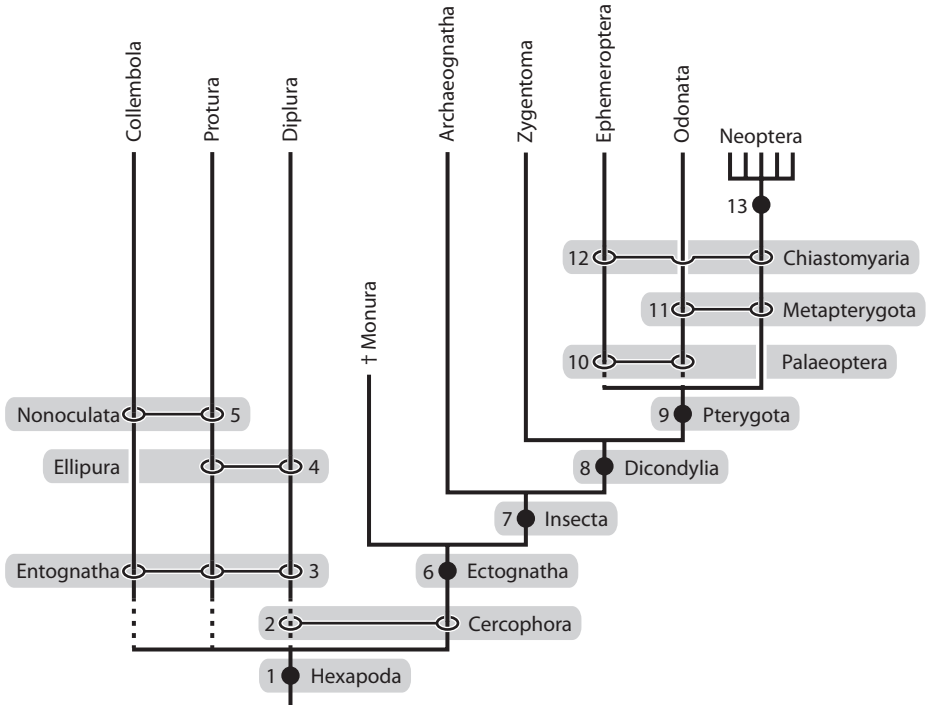 Collembola
Protura
Diplura
† Monura
Archaeognatha
Zygentoma
Ephemeroptera
Odonata
Neoptera
13
12 Chiastomyaria
11 Metapterygota
10 Palaeoptera
Nonoculata 5
9 Pterygota
Ellipura 4
8 Dicondylia
7 Insecta
Entognatha 3
6 Ectognatha
2 Cercophora
1 Hexapoda